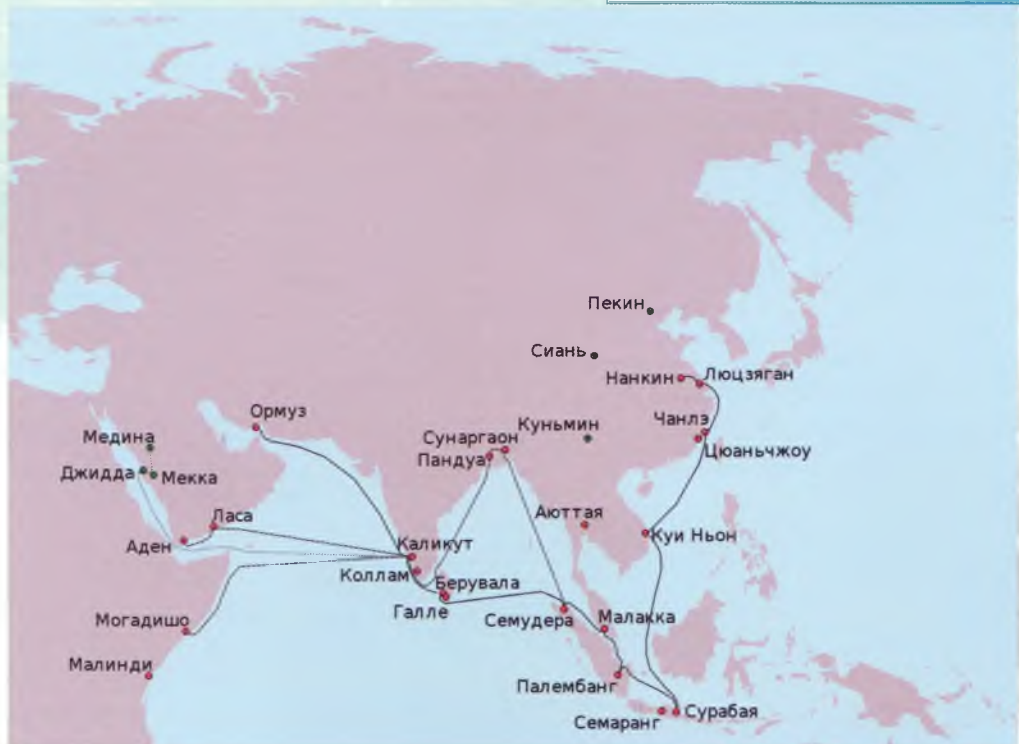 Пекин
Сиань
Нанкин
Люцзяган
Ормуз
Чанлэ
Куньмин
Медина
Сунаргаон
Цюаньчжоу
Пандуа
Джидда
Мекка
Ласа
Аюттая
Аден
Куи Ньон
Каликут
Коллам
Берувала
Галле
Семудера
Малакка
Могадишо
Малинди
Палембанг
Семаранг
Сурабая